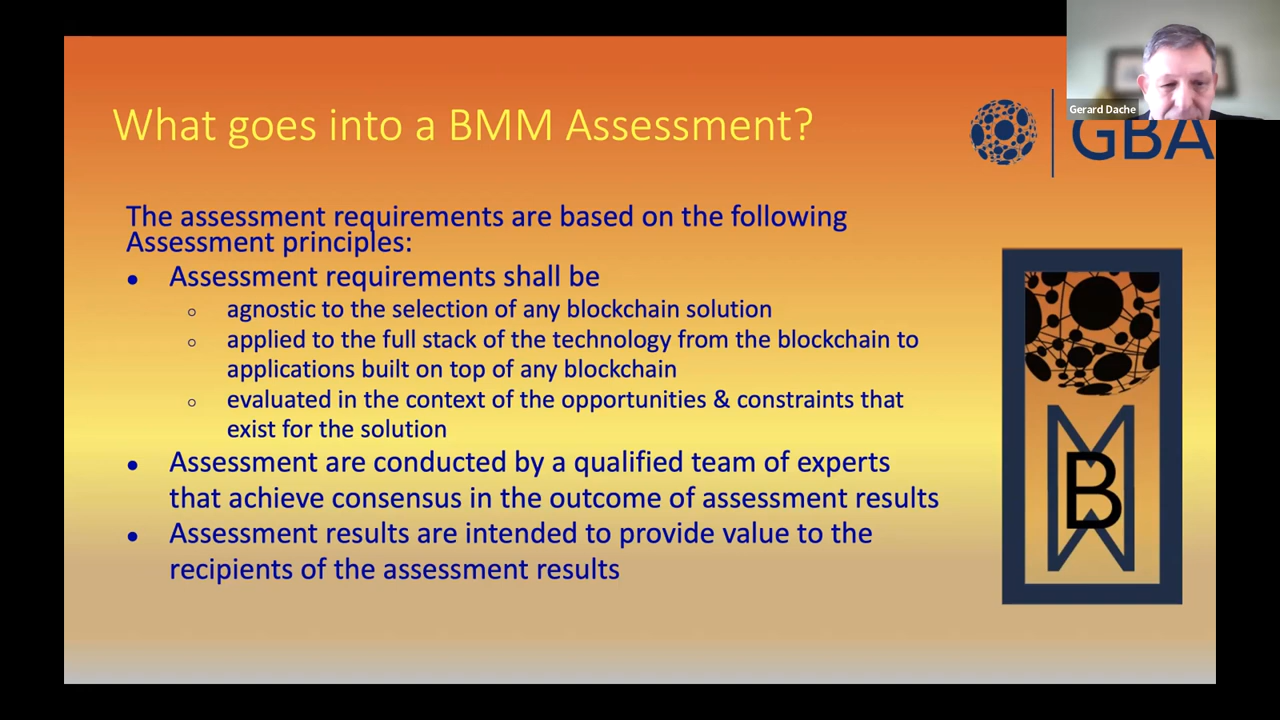 Gerard Dache
What goes into a BMM Assessment?
GBA
The assessment requirements are based on the following
Assessment principles:
• Assessment requirements shall be
○ agnostic to the selection of any blockchain solution
○ applied to the full stack of the technology from the blockchain to
applications built on top of any blockchain
○ evaluated in the context of the opportunities & constraints that
exist for the solution
• Assessment are conducted by a qualified team of experts
that achieve consensus in the outcome of assessment results
• Assessment results are intended to provide value to the
recipients of the assessment results
B